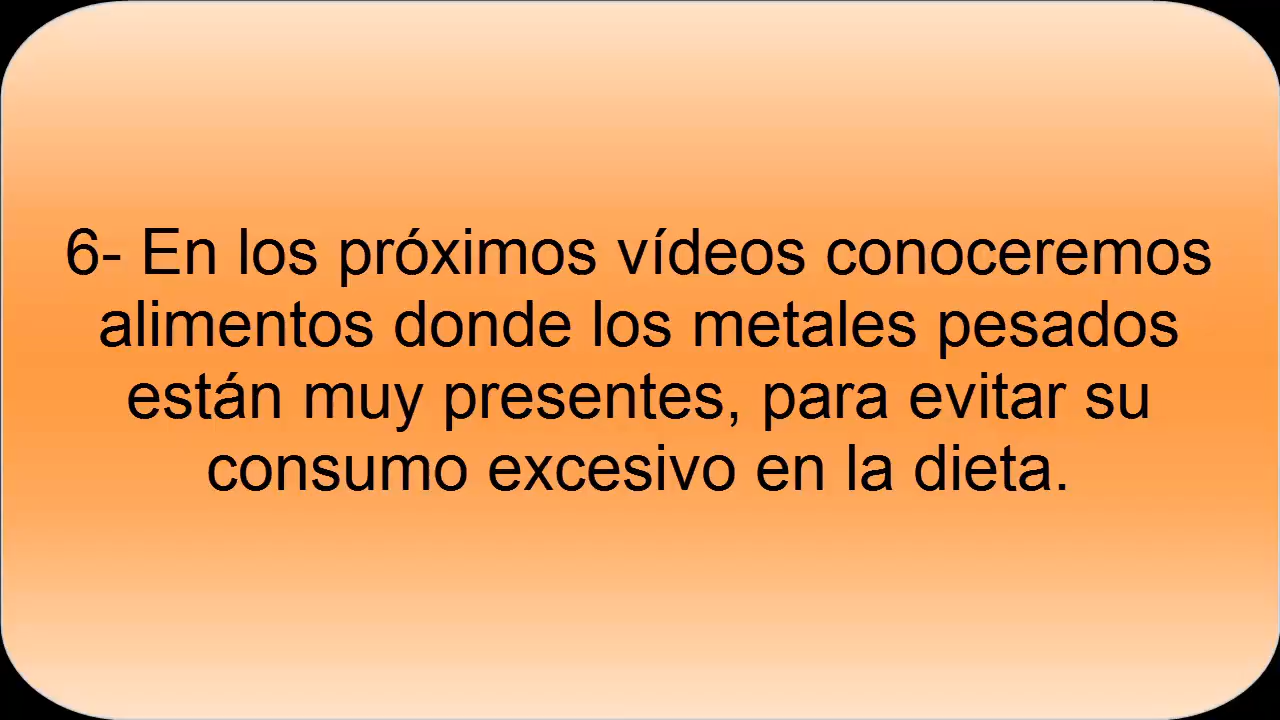 6- En los próximos vídeos conoceremos
alimentos donde los metales pesados
están muy presentes, para evitar su
consumo excesivo en la dieta.